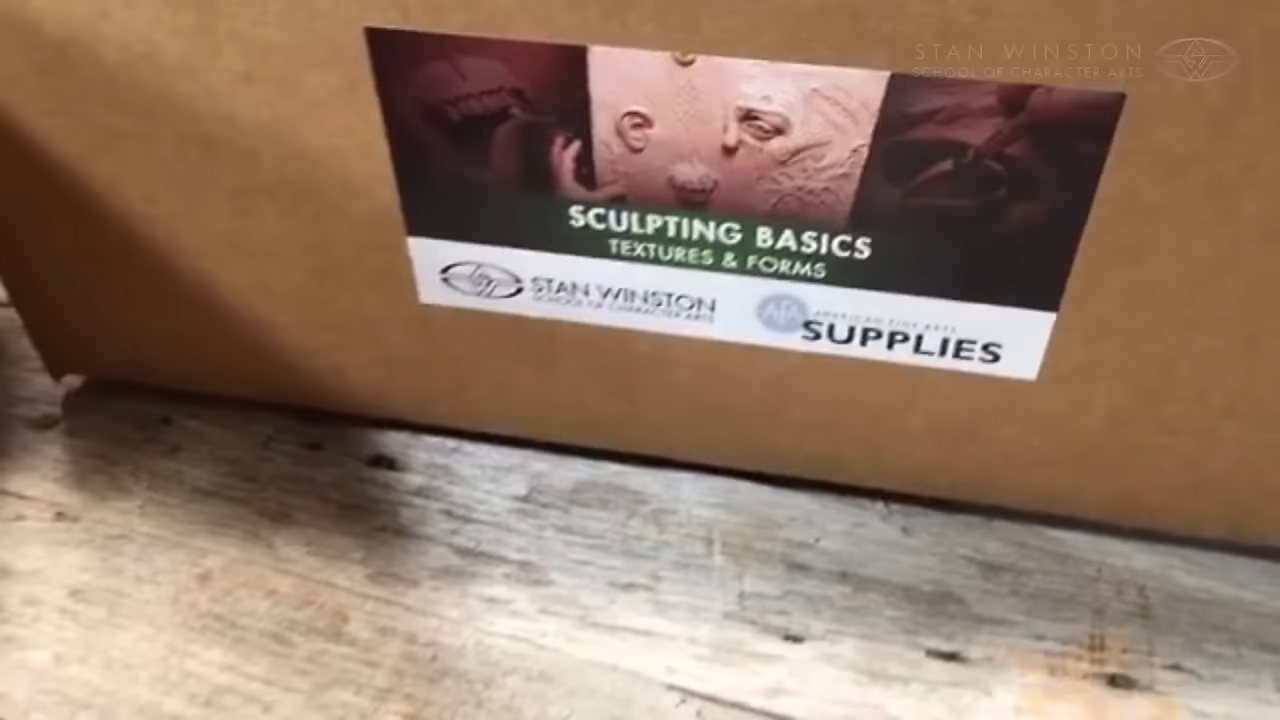 STAN WINSTON
SCHOOL OF CHARACTER ARTS
SCULPTING BASICS
TEXTURES & FORMS
STAN WINSTON
SCHOOL OF CHARACTER ARTS
AFA
AMERICAN FINE ARTS
SUPPLIES